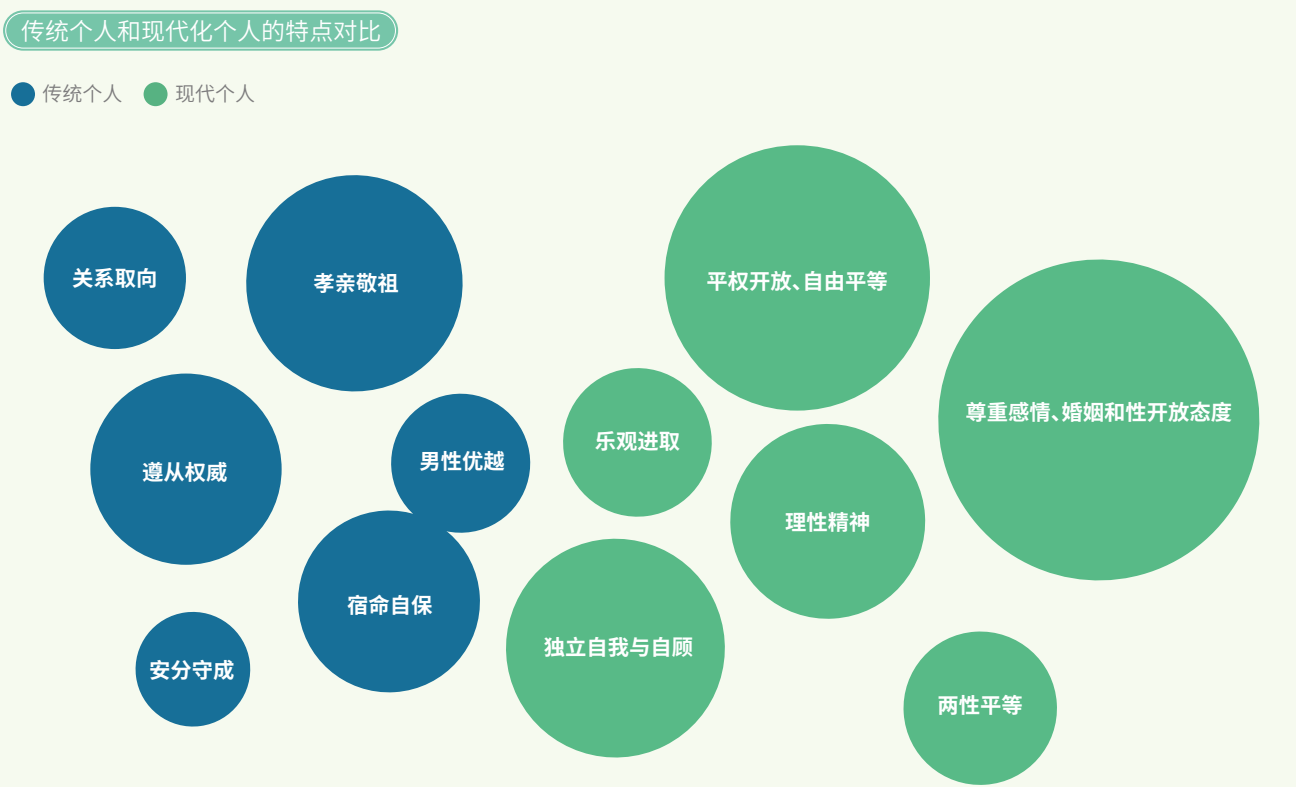 传统个人和现代化个人的特点对比
传统个人 现代个人
关系取向
孝亲敬祖
平权开放、自由平等
尊重感情、婚姻和性开放态度
遵从权威
男性优越
乐观进取
理性精神
宿命自保
安分守成
独立自我与自顾
两性平等